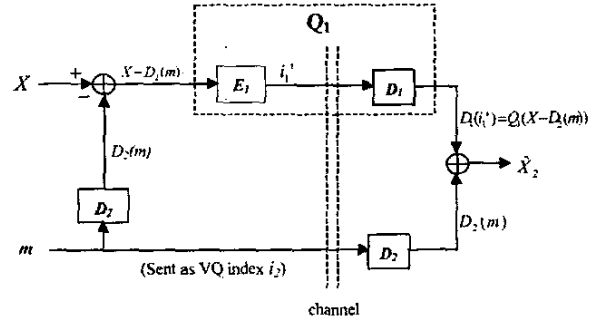 Q₁
X
+
−
X−D₂(m)
E₁
i₁'
D₁
D₁(i₁')=Q₁(X−D₂(m))
D₂(m)
X̂₂
D₂
D₂(m)
m
D₂
(Sent as VQ index i₂)
channel